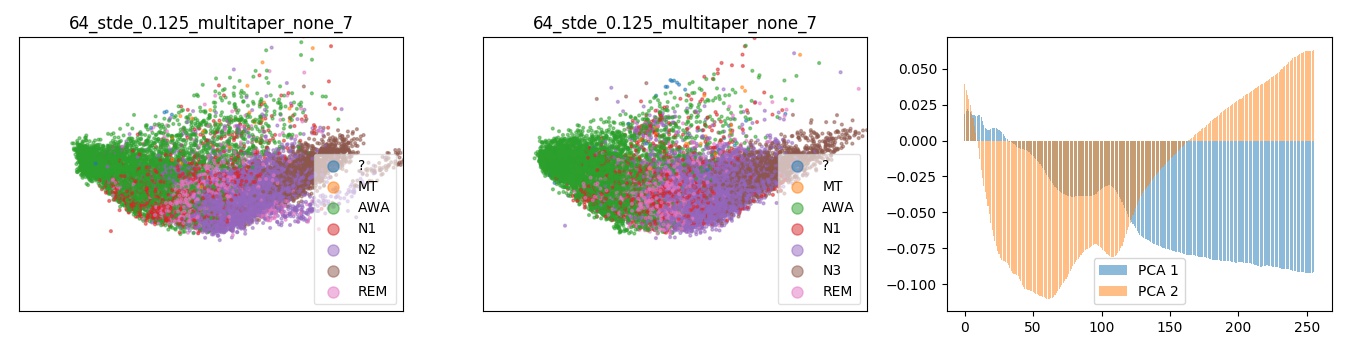 64_stde_0.125_multitaper_none_7
?
MT
AWA
N1
N2
N3
REM
64_stde_0.125_multitaper_none_7
?
MT
AWA
N1
N2
N3
REM
0.050
0.025
0.000
−0.025
−0.050
−0.075
−0.100
0
50
100
150
200
250
PCA 1
PCA 2